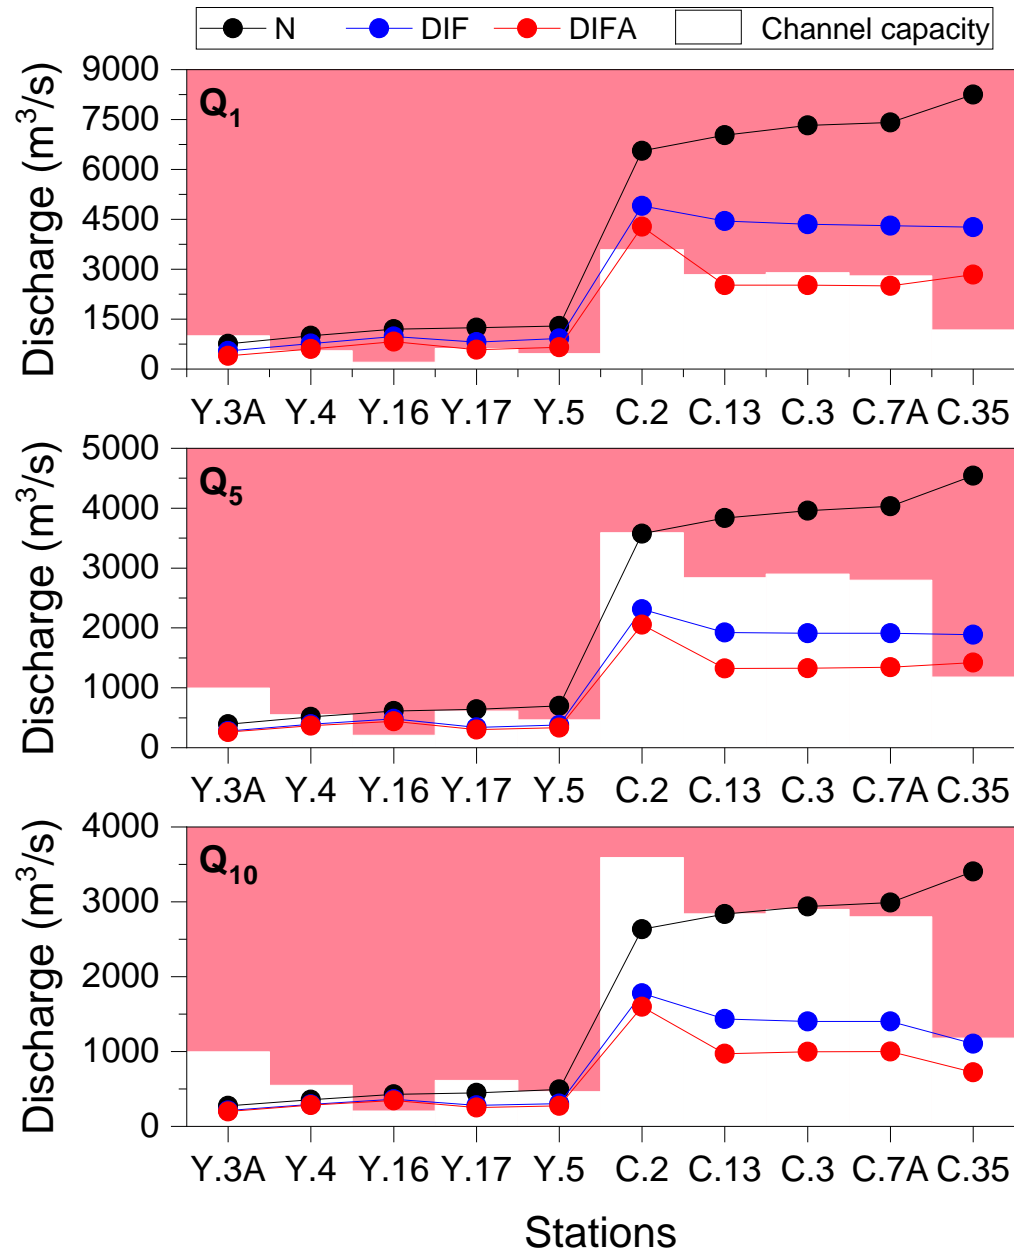 N DIF DIFA Channel capacity
Discharge (m³/s)
9000
7500
6000
4500
3000
1500
0
Q₁
Y.3A Y.4 Y.16 Y.17 Y.5 C.2 C.13 C.3 C.7A C.35
Discharge (m³/s)
5000
4000
3000
2000
1000
0
Q₅
Y.3A Y.4 Y.16 Y.17 Y.5 C.2 C.13 C.3 C.7A C.35
Discharge (m³/s)
4000
3000
2000
1000
0
Q₁₀
Y.3A Y.4 Y.16 Y.17 Y.5 C.2 C.13 C.3 C.7A C.35
Stations